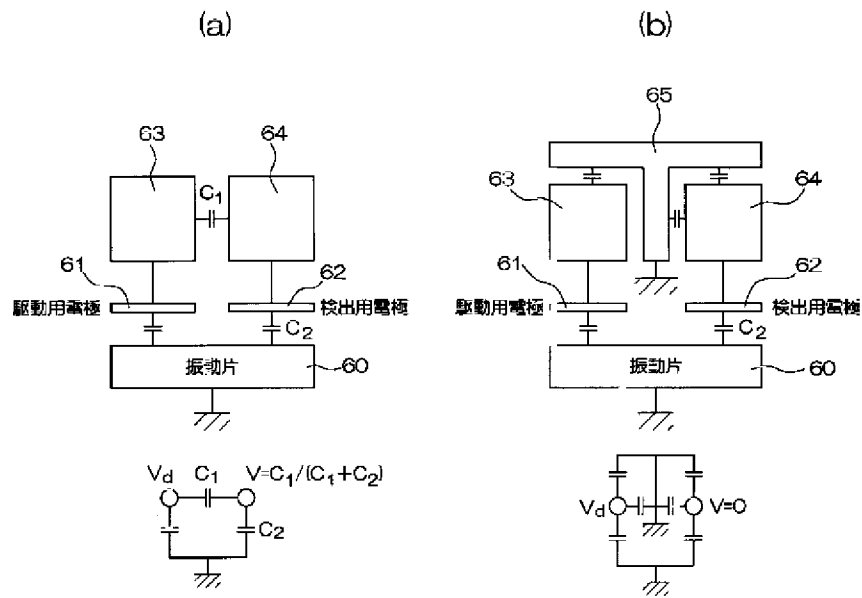 (a)
63
64
C1
61
62
駆動用電極
検出用電極
C2
振動片
60
Vd
C1
V=C1/(C1+C2)
C2
(b)
65
63
64
61
62
駆動用電極
検出用電極
C2
振動片
60
Vd
V=0